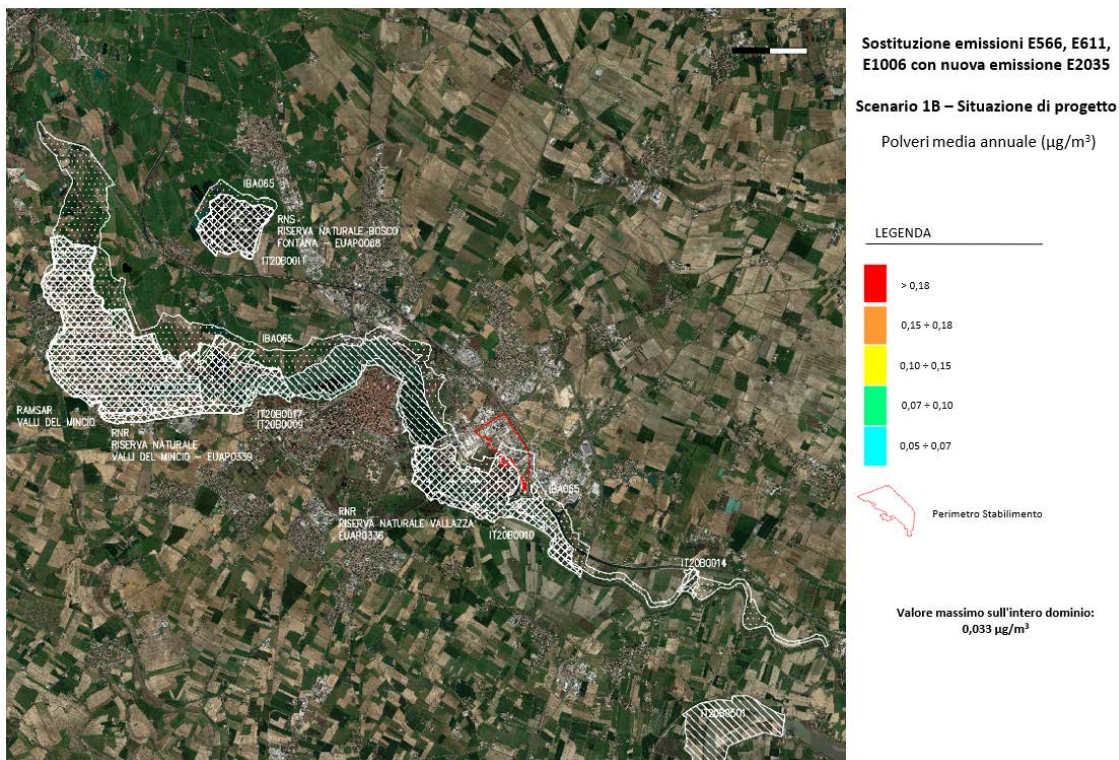 Sostituzione emissioni E566, E611,
E1006 con nuova emissione E2035
Scenario 1B – Situazione di progetto
Polveri media annuale (µg/m³)
LEGENDA
> 0,18
0,15 ÷ 0,18
0,10 ÷ 0,15
0,07 ÷ 0,10
0,05 ÷ 0,07
Perimetro Stabilimento
Valore massimo sull'intero dominio:
0,033 µg/m³
IBA065
RNS
RISERVA NATURALE BOSCO
FONTANA – EUAP0068
IT20B0011
IBA065
RAMSAR
VALLI DEL MINCIO
RNR
RISERVA NATURALE
VALLI DEL MINCIO – EUAP0339
IT20B0017
IT20B0009
IBA065
RNR
RISERVA NATURALE VALLAZZA
EUAP0336
IT20B0010
IT20B0014
IT20B0501